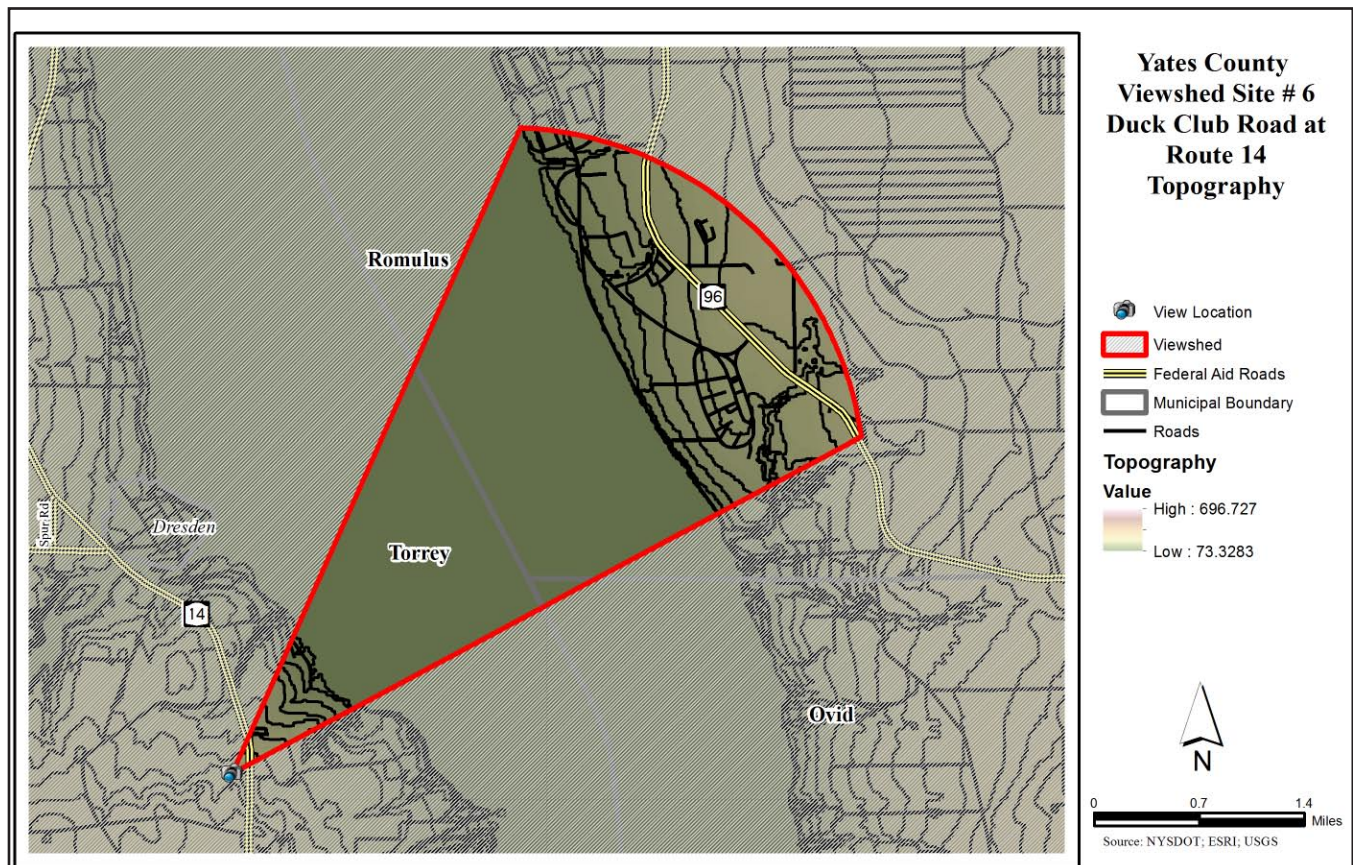 Yates County
Viewshed Site # 6
Duck Club Road at
Route 14
Topography
Romulus
96
Spur Rd
Dresden
Torrey
14
Ovid
View Location
Viewshed
Federal Aid Roads
Municipal Boundary
Roads
Topography
Value
High : 696.727
Low : 73.3283
N
0 0.7 1.4
Miles
Source: NYSDOT; ESRI; USGS